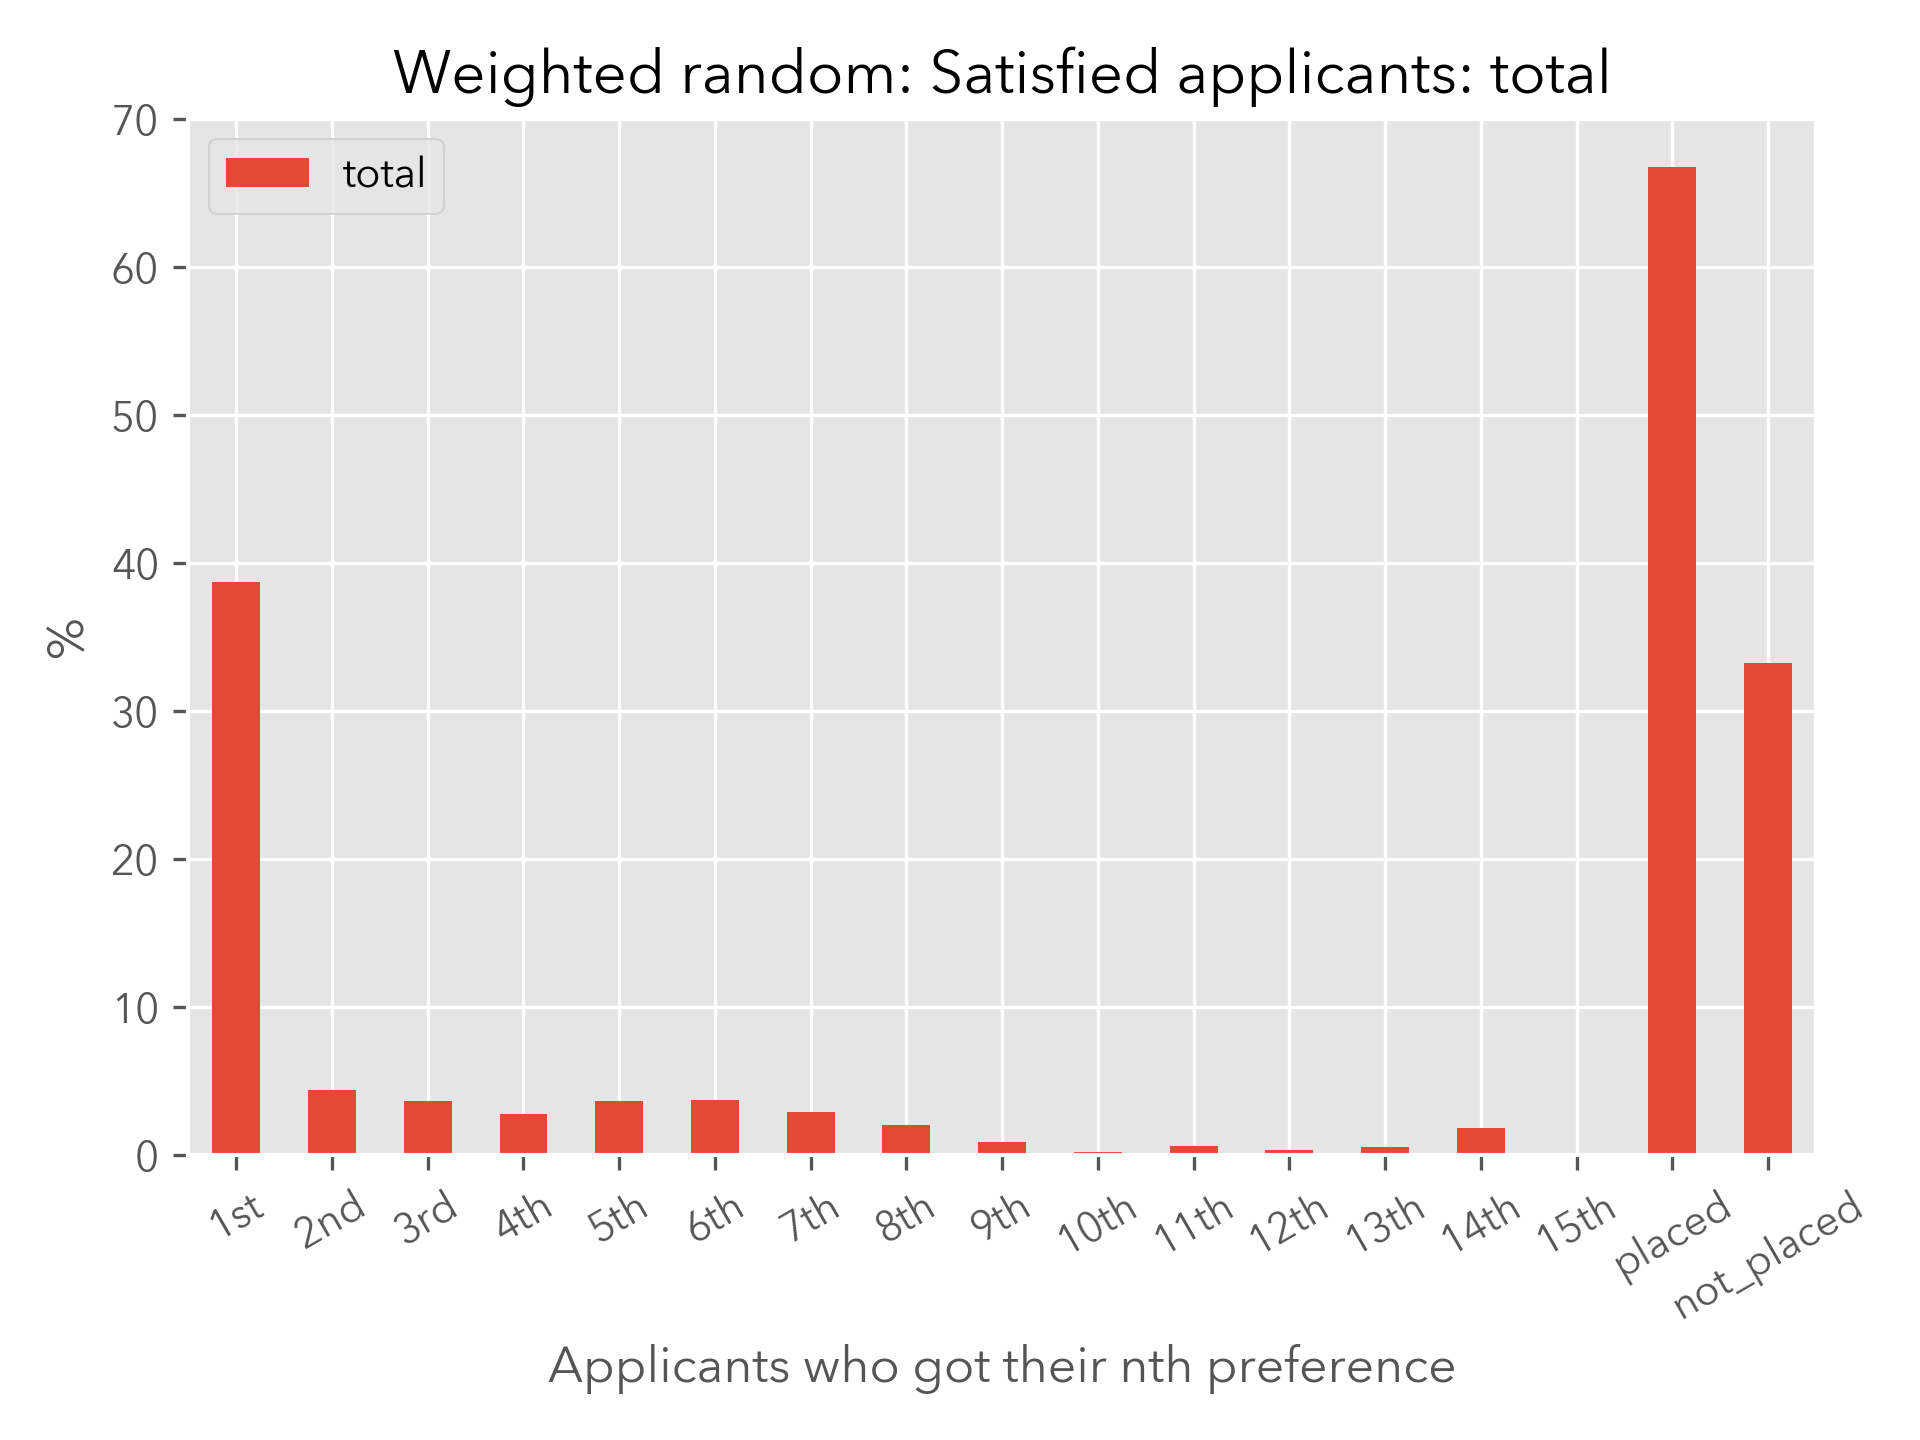 Weighted random: Satisfied applicants: total
total
70
60
50
40
30
20
10
0
%
1st
2nd
3rd
4th
5th
6th
7th
8th
9th
10th
11th
12th
13th
14th
15th
placed
not_placed
Applicants who got their nth preference